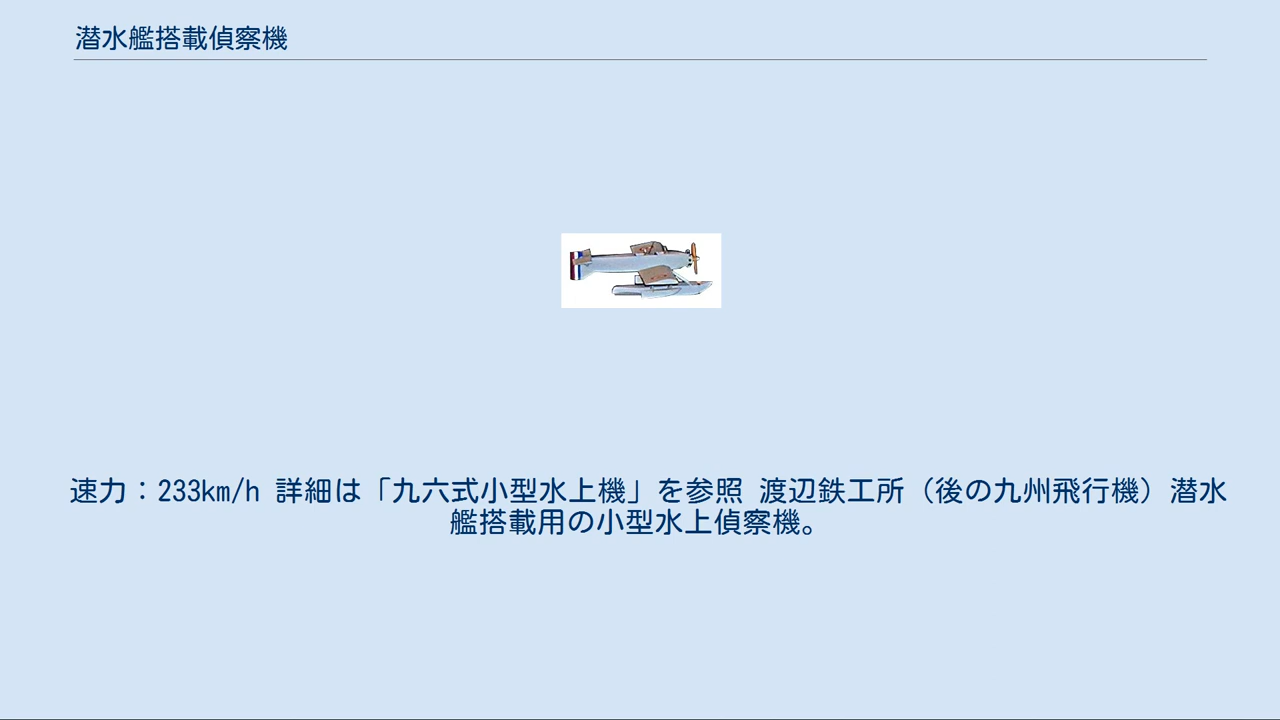 潜水艦搭載偵察機
速力：233km/h 詳細は「九六式小型水上機」を参照 渡辺鉄工所（後の九州飛行機）潜水
艦搭載用の小型水上偵察機。